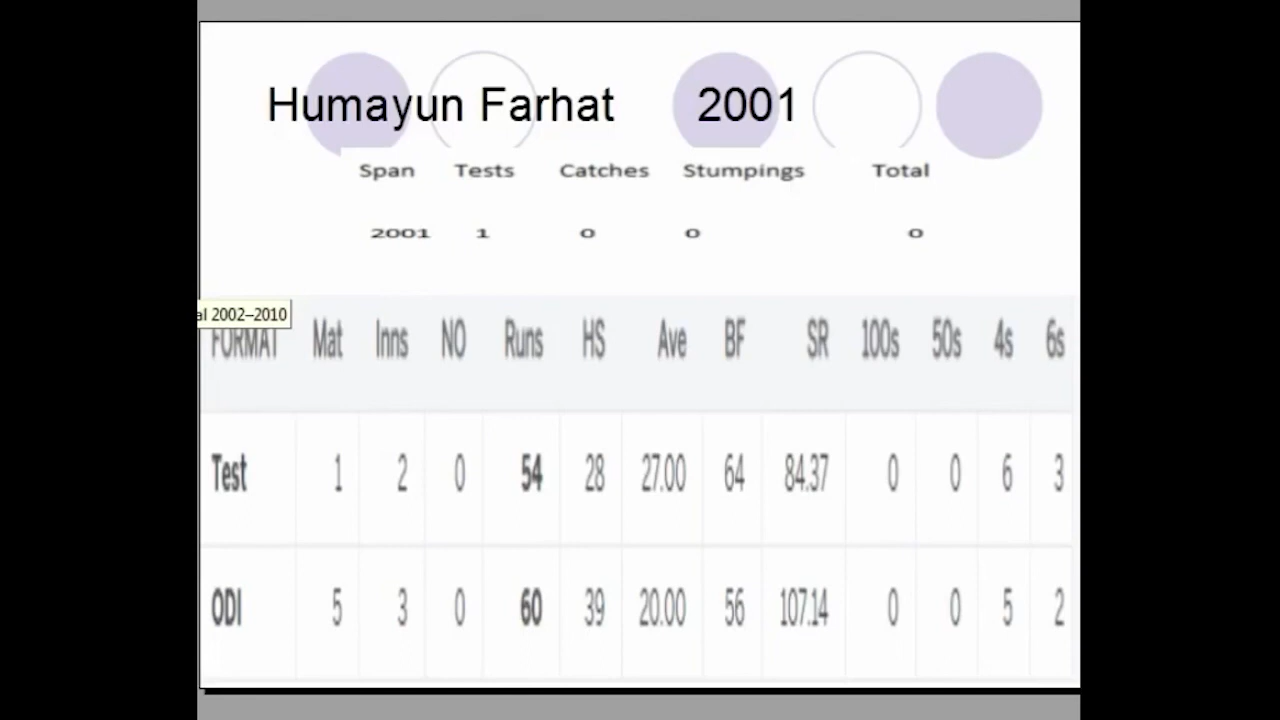 Humayun Farhat 2001
Span Tests Catches Stumpings Total
2001 1 0 0 0
al 2002–2010
FORMAT Mat Inns NO Runs HS Ave BF SR 100s 50s 4s 6s
Test 1 2 0 54 28 27.00 64 84.37 0 0 6 3
ODI 5 3 0 60 39 20.00 56 107.14 0 0 5 2